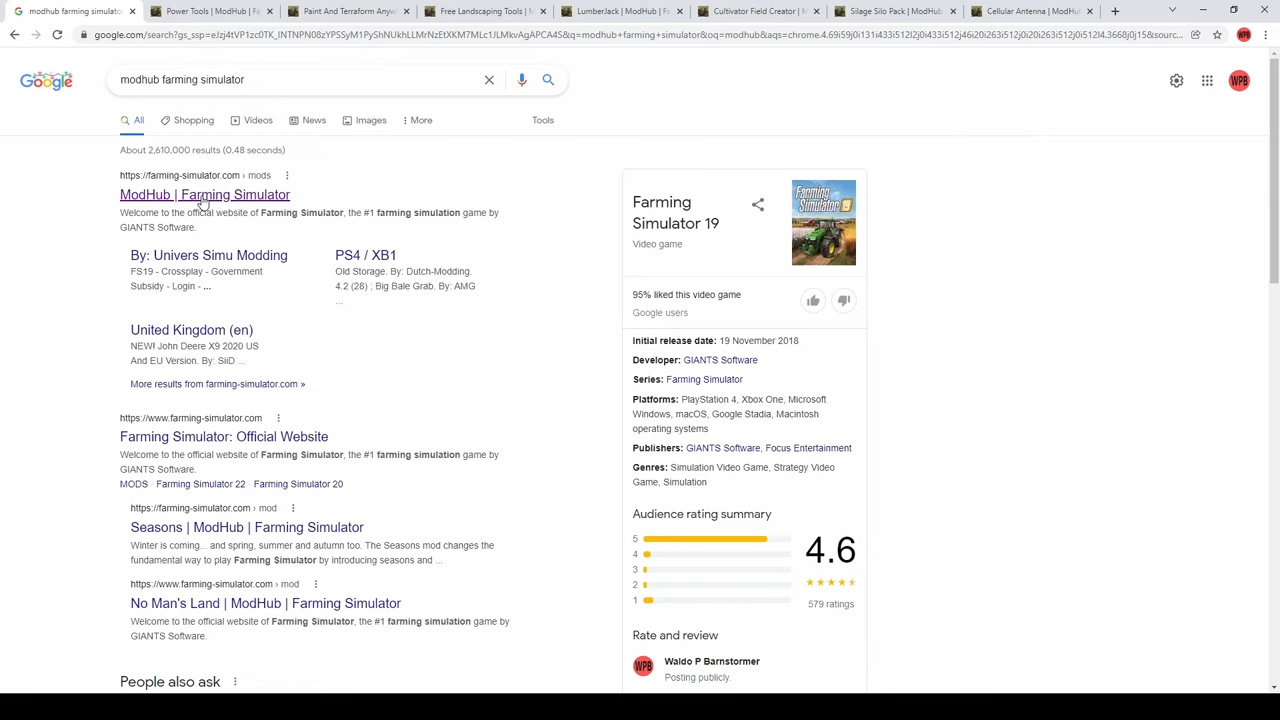 modhub farming simulator
Power Tools | ModHub | Fa
Paint And Terraform Anyw
Free Landscaping Tools | M
LumberJack | ModHub | Fa
Cultivator Field Creator | M
Silage Silo Pack | ModHub
Cellular Antenna | ModHub
google.com/search?gs_ssp=
&q=modhub+farming+simulator&oq=modhub&aqs=chrome
WPB
Google
modhub farming simulator
WPB
All
Shopping
Videos
News
Images
More
Tools
About 2,610,000 results (0.48 seconds)
https://farming-simulator.com › mods
ModHub | Farming Simulator
Welcome to the official website of Farming Simulator, the #1 farming simulation game by
GIANTS Software.
By: Univers Simu Modding
FS19 - Crossplay - Government
Subsidy - Login - ...
PS4 / XB1
Old Storage. By: Dutch-Modding.
4.2 (28) ; Big Bale Grab. By: AMG
...
United Kingdom (en)
NEW! John Deere X9 2020 US
And EU Version. By: SiiD ...
More results from farming-simulator.com »
https://www.farming-simulator.com
Farming Simulator: Official Website
Welcome to the official website of Farming Simulator, the #1 farming simulation game by
GIANTS Software.
MODS · Farming Simulator 22 · Farming Simulator 20
https://farming-simulator.com › mod
Seasons | ModHub | Farming Simulator
Winter is coming... and spring, summer and autumn too. The Seasons mod changes the
fundamental way to play Farming Simulator by introducing seasons and ...
https://www.farming-simulator.com › mod
No Man's Land | ModHub | Farming Simulator
Welcome to the official website of Farming Simulator, the #1 farming simulation game by
GIANTS Software.
People also ask
Farming
Simulator 19
Video game
Farming
Simulator
19
95% liked this video game
Google users
Initial release date: 19 November 2018
Developer: GIANTS Software
Series: Farming Simulator
Platforms: PlayStation 4, Xbox One, Microsoft
Windows, macOS, Google Stadia, Macintosh
operating systems
Publishers: GIANTS Software, Focus Entertainment
Genres: Simulation Video Game, Strategy Video
Game, Simulation
Audience rating summary
5
4
3
2
1
4.6
579 ratings
Rate and review
WPB
Waldo P Barnstormer
Posting publicly.